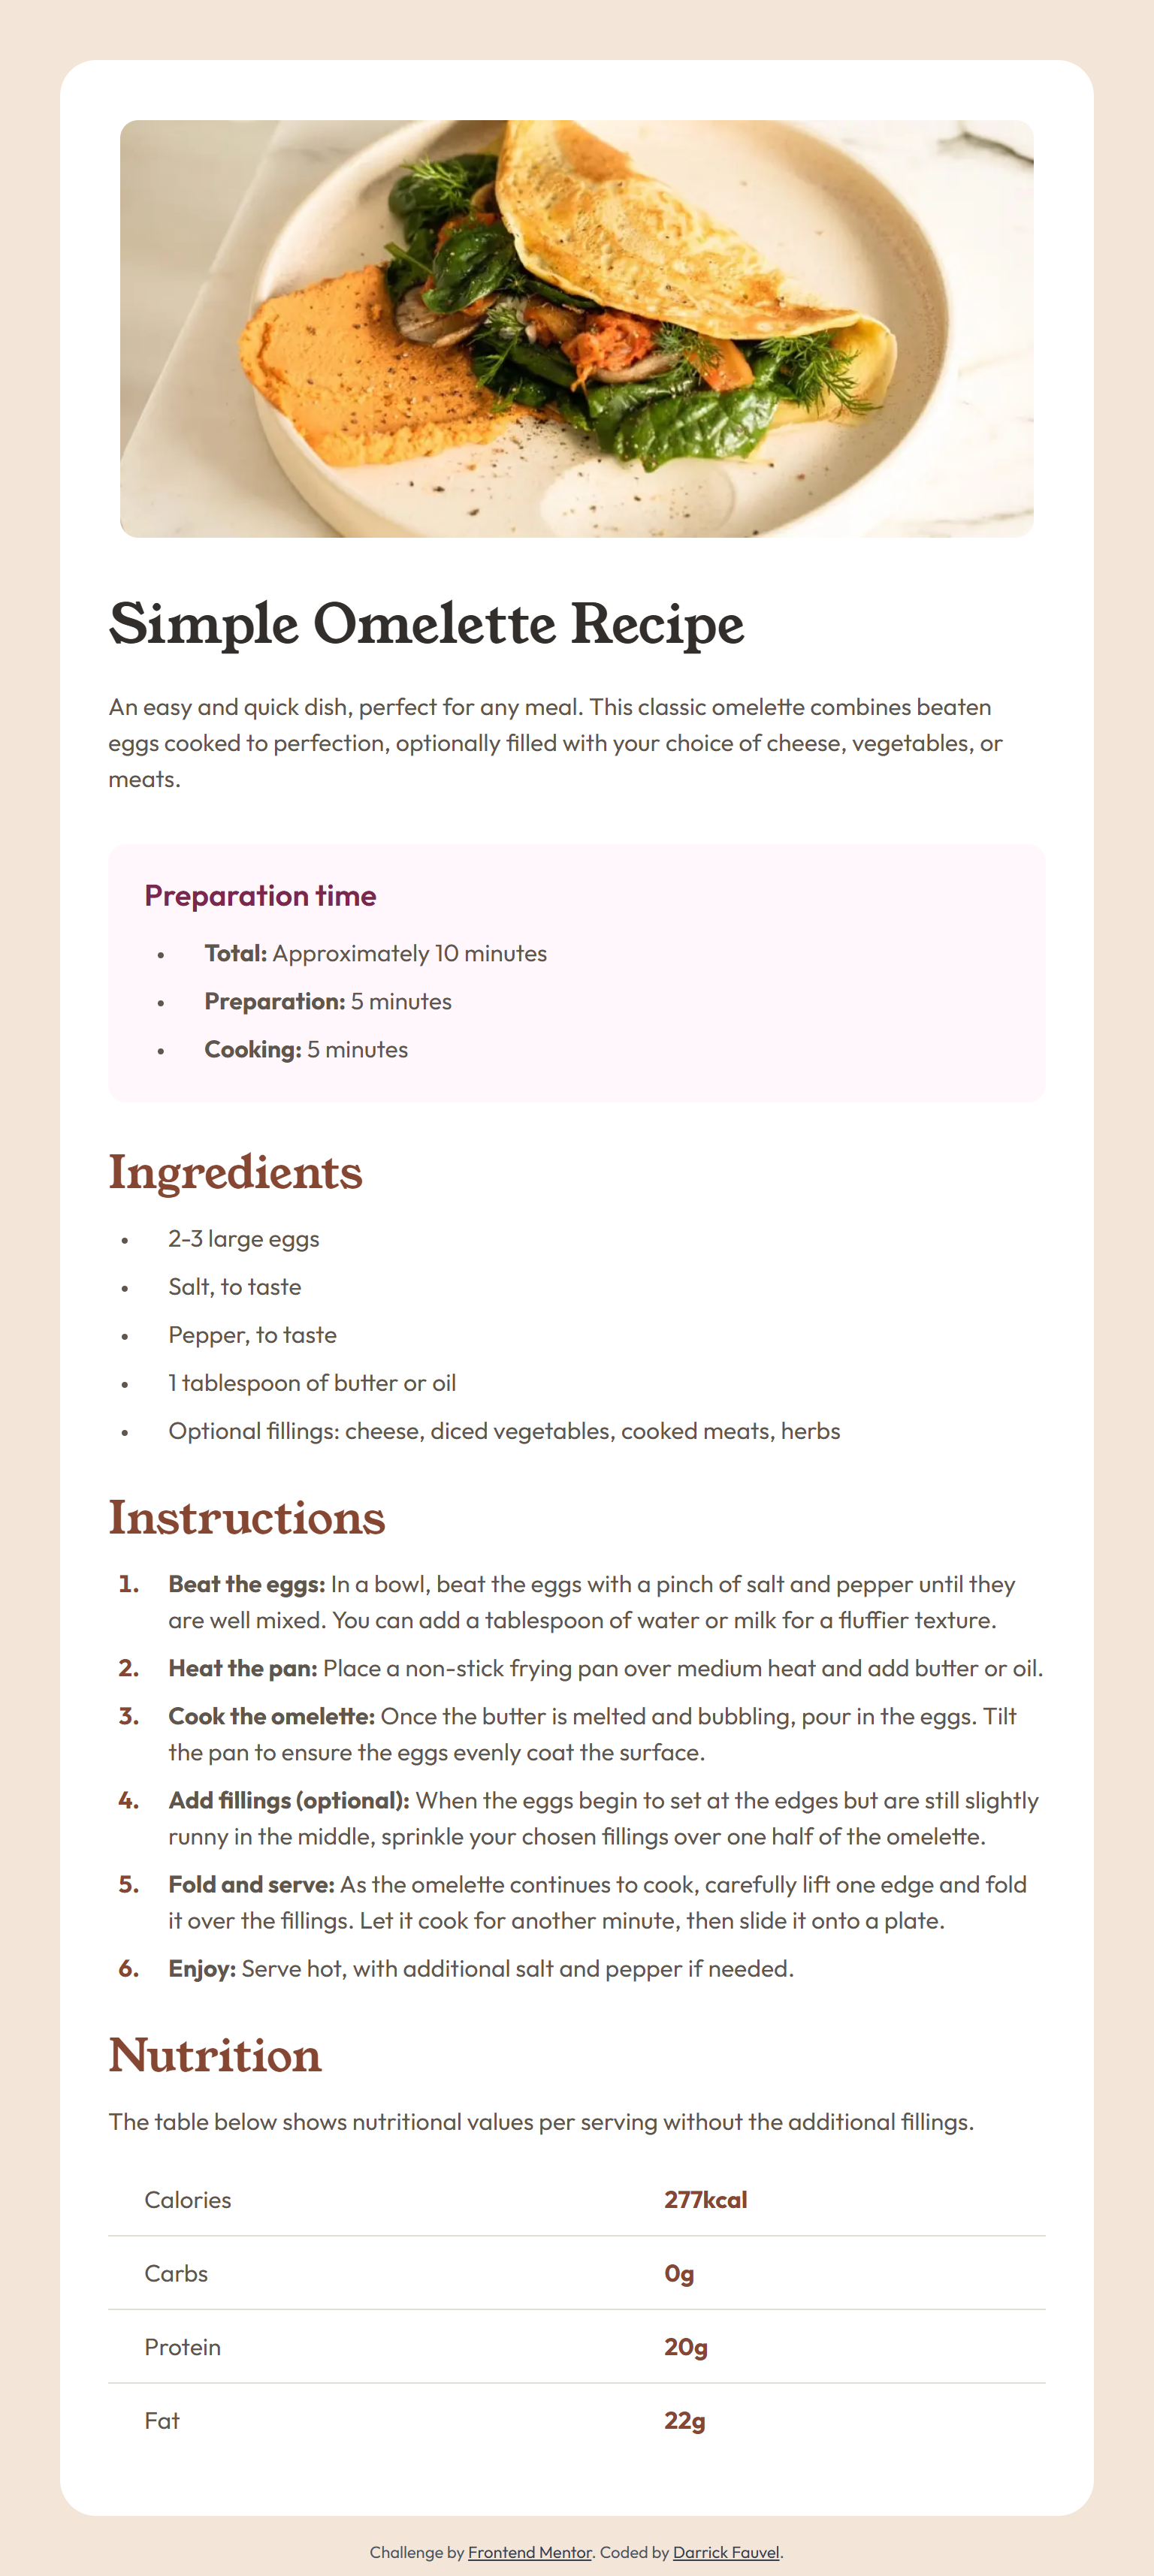 Simple Omelette Recipe
An easy and quick dish, perfect for any meal. This classic omelette combines beaten
eggs cooked to perfection, optionally filled with your choice of cheese, vegetables, or
meats.
Preparation time
• Total: Approximately 10 minutes
• Preparation: 5 minutes
• Cooking: 5 minutes
Ingredients
• 2-3 large eggs
• Salt, to taste
• Pepper, to taste
• 1 tablespoon of butter or oil
• Optional fillings: cheese, diced vegetables, cooked meats, herbs
Instructions
1. Beat the eggs: In a bowl, beat the eggs with a pinch of salt and pepper until they
are well mixed. You can add a tablespoon of water or milk for a fluffier texture.
2. Heat the pan: Place a non-stick frying pan over medium heat and add butter or oil.
3. Cook the omelette: Once the butter is melted and bubbling, pour in the eggs. Tilt
the pan to ensure the eggs evenly coat the surface.
4. Add fillings (optional): When the eggs begin to set at the edges but are still slightly
runny in the middle, sprinkle your chosen fillings over one half of the omelette.
5. Fold and serve: As the omelette continues to cook, carefully lift one edge and fold
it over the fillings. Let it cook for another minute, then slide it onto a plate.
6. Enjoy: Serve hot, with additional salt and pepper if needed.
Nutrition
The table below shows nutritional values per serving without the additional fillings.
Calories 277kcal
Carbs 0g
Protein 20g
Fat 22g
Challenge by Frontend Mentor. Coded by Darrick Fauvel.